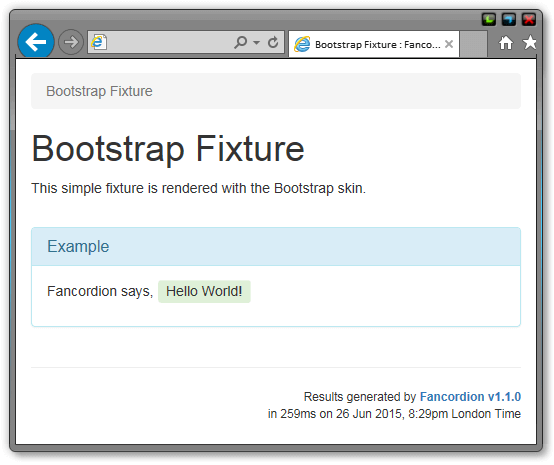 Bootstrap Fixture : Fanco...
Bootstrap Fixture
Bootstrap Fixture
This simple fixture is rendered with the Bootstrap skin.
Example
Fancordion says, Hello World!
Results generated by Fancordion v1.1.0
in 259ms on 26 Jun 2015, 8:29pm London Time